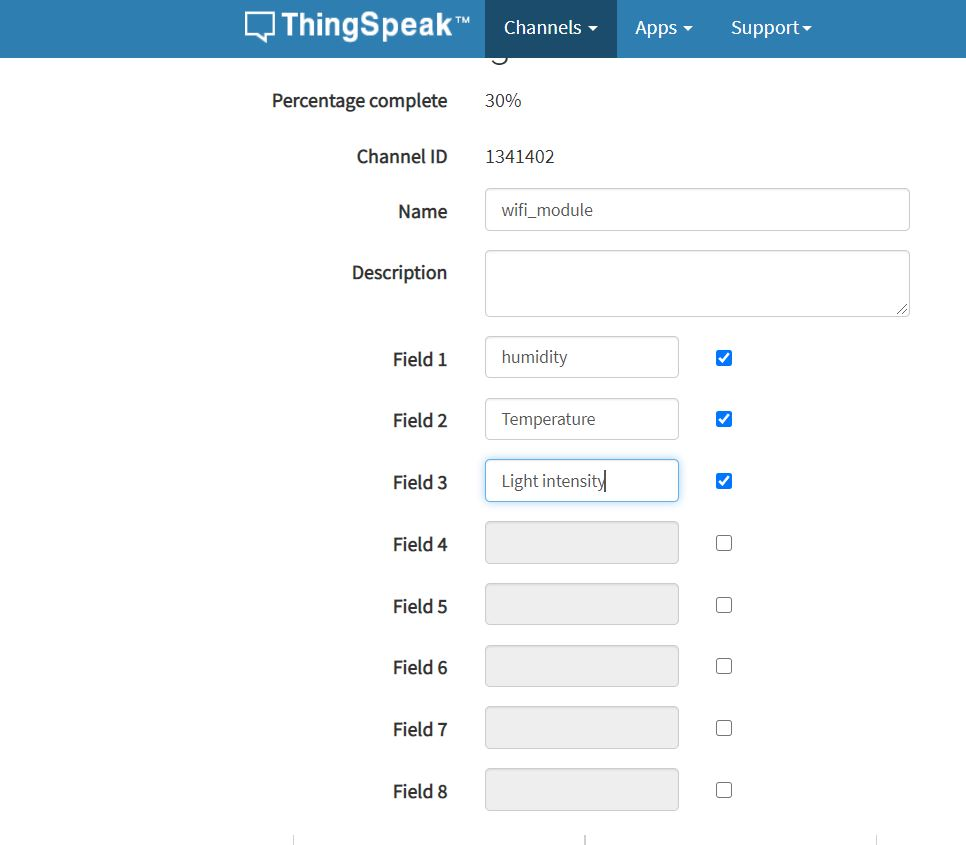 ThingSpeak™ Channels Apps Support
Percentage complete 30%
Channel ID 1341402
Name wifi_module
Description
Field 1 humidity
Field 2 Temperature
Field 3 Light intensity
Field 4
Field 5
Field 6
Field 7
Field 8